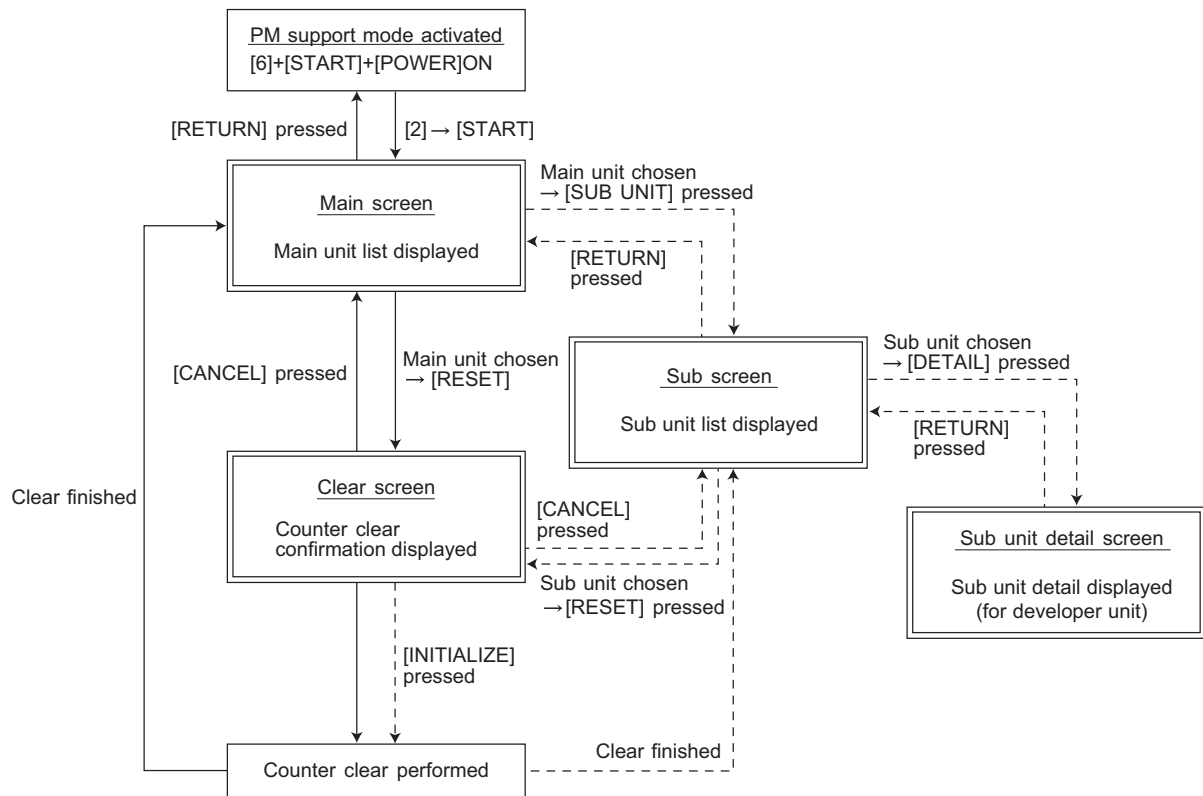 PM support mode activated
[6]+[START]+[POWER]ON
[RETURN] pressed
[2]→[START]
Main screen
Main unit list displayed
Main unit chosen
→[SUB UNIT] pressed
[RETURN]
pressed
[CANCEL] pressed
Main unit chosen
→[RESET]
Sub screen
Sub unit list displayed
Sub unit chosen
→[DETAIL] pressed
[RETURN]
pressed
Clear finished
Clear screen
Counter clear
confirmation displayed
[CANCEL]
pressed
Sub unit chosen
→[RESET] pressed
Sub unit detail screen
Sub unit detail displayed
(for developer unit)
[INITIALIZE]
pressed
Counter clear performed
Clear finished